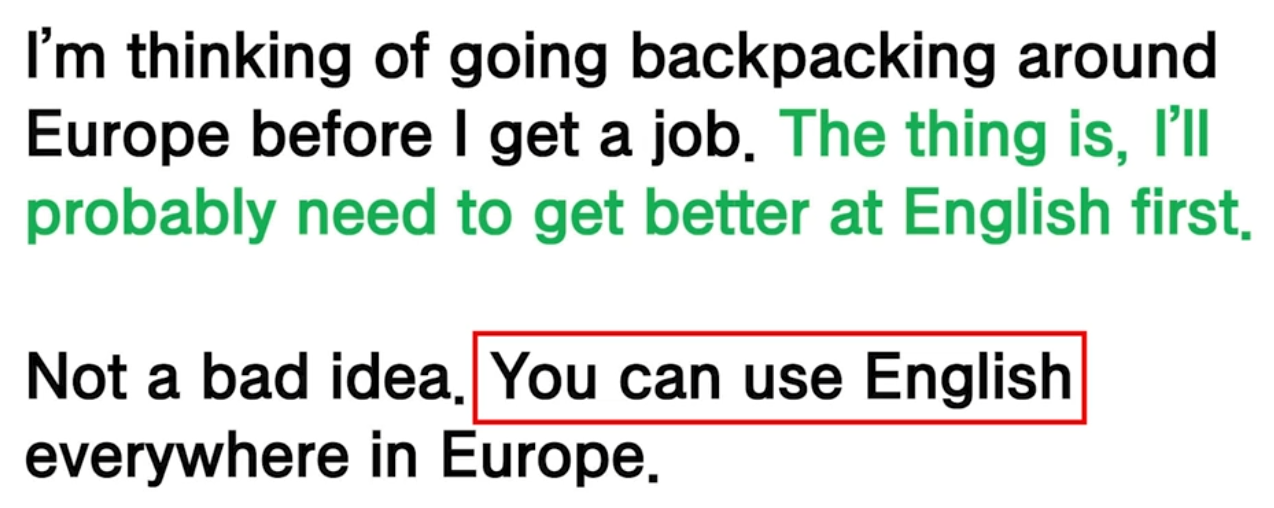 I’m thinking of going backpacking around
Europe before I get a job. The thing is, I’ll
probably need to get better at English first.
Not a bad idea. You can use English
everywhere in Europe.